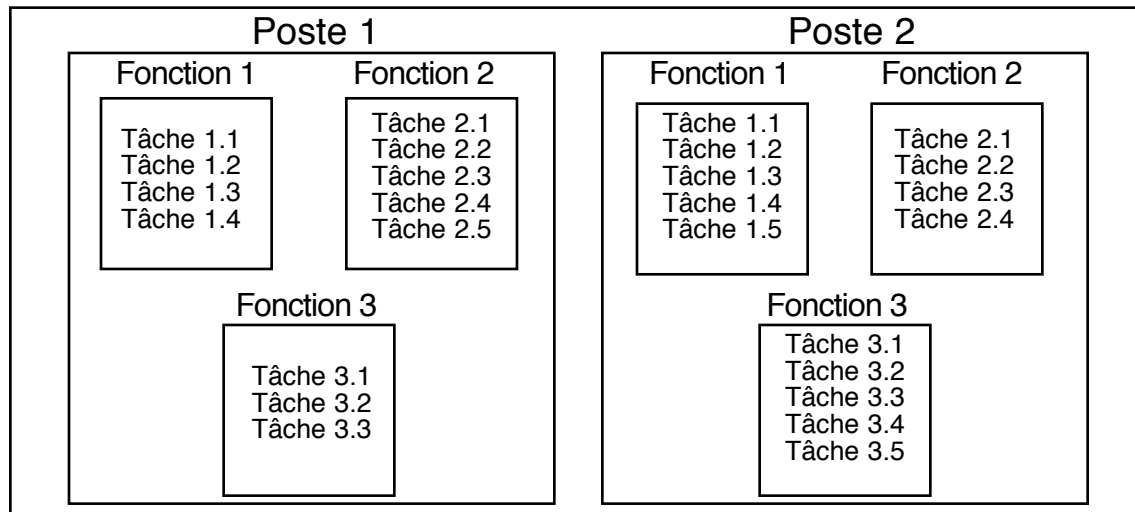 Poste 1
Fonction 1
Tâche 1.1
Tâche 1.2
Tâche 1.3
Tâche 1.4
Fonction 2
Tâche 2.1
Tâche 2.2
Tâche 2.3
Tâche 2.4
Tâche 2.5
Fonction 3
Tâche 3.1
Tâche 3.2
Tâche 3.3
Poste 2
Fonction 1
Tâche 1.1
Tâche 1.2
Tâche 1.3
Tâche 1.4
Tâche 1.5
Fonction 2
Tâche 2.1
Tâche 2.2
Tâche 2.3
Tâche 2.4
Fonction 3
Tâche 3.1
Tâche 3.2
Tâche 3.3
Tâche 3.4
Tâche 3.5